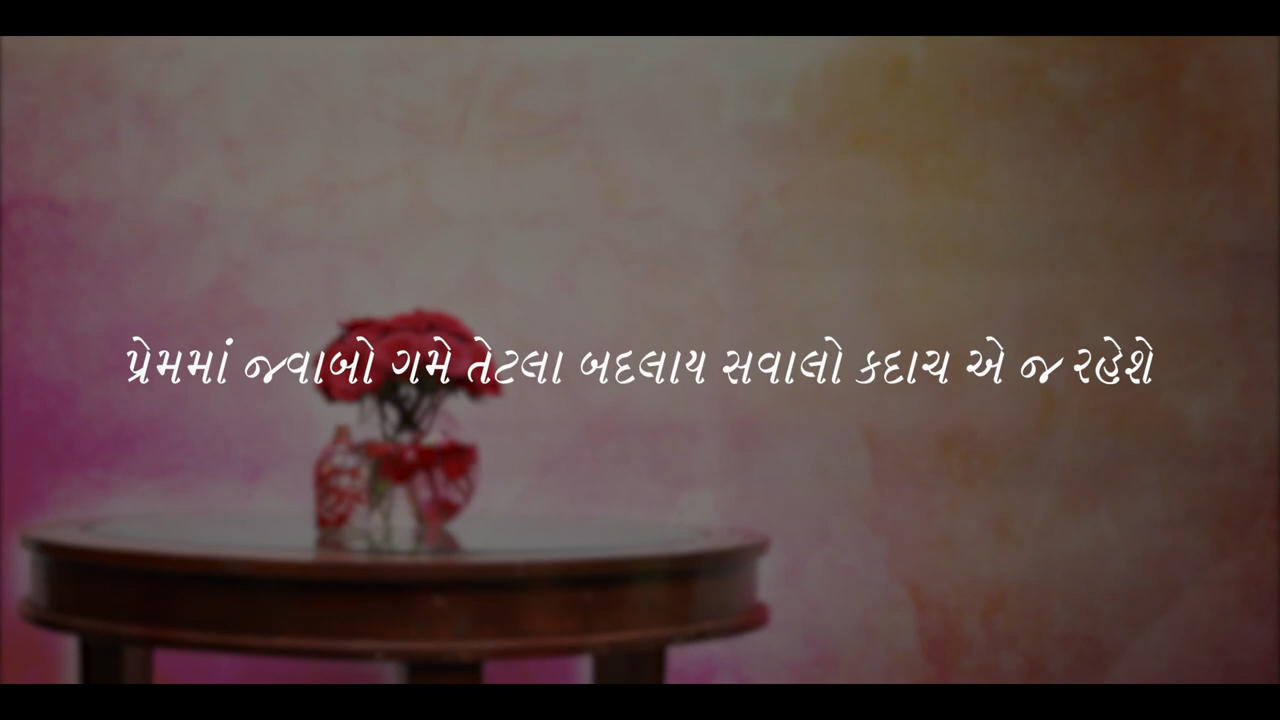 પ્રેમમાં જવાબો ગમે તેટલા બદલાય સવાલો કદાચ એ જ રહેશે